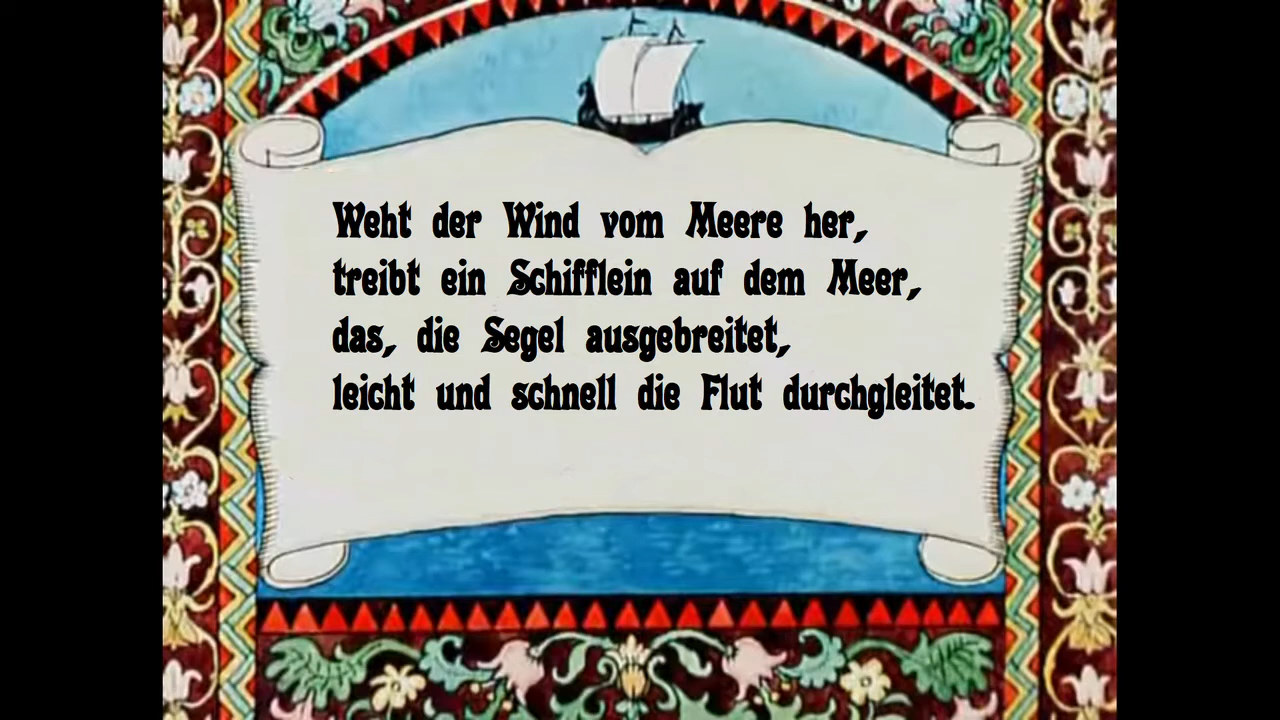 Weht der Wind vom Meere her,
treibt ein Schifflein auf dem Meer,
das, die Segel ausgebreitet,
leicht und schnell die Flut durchgleitet.